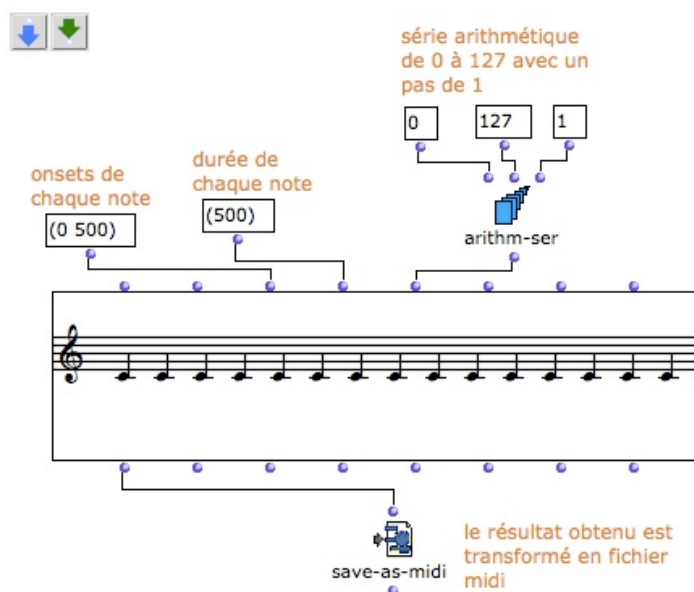 série arithmétique
de 0 à 127 avec un
pas de 1
0
127
1
onsets de
chaque note
(0 500)
durée de
chaque note
(500)
arithm-ser
save-as-midi
le résultat obtenu est
transformé en fichier
midi